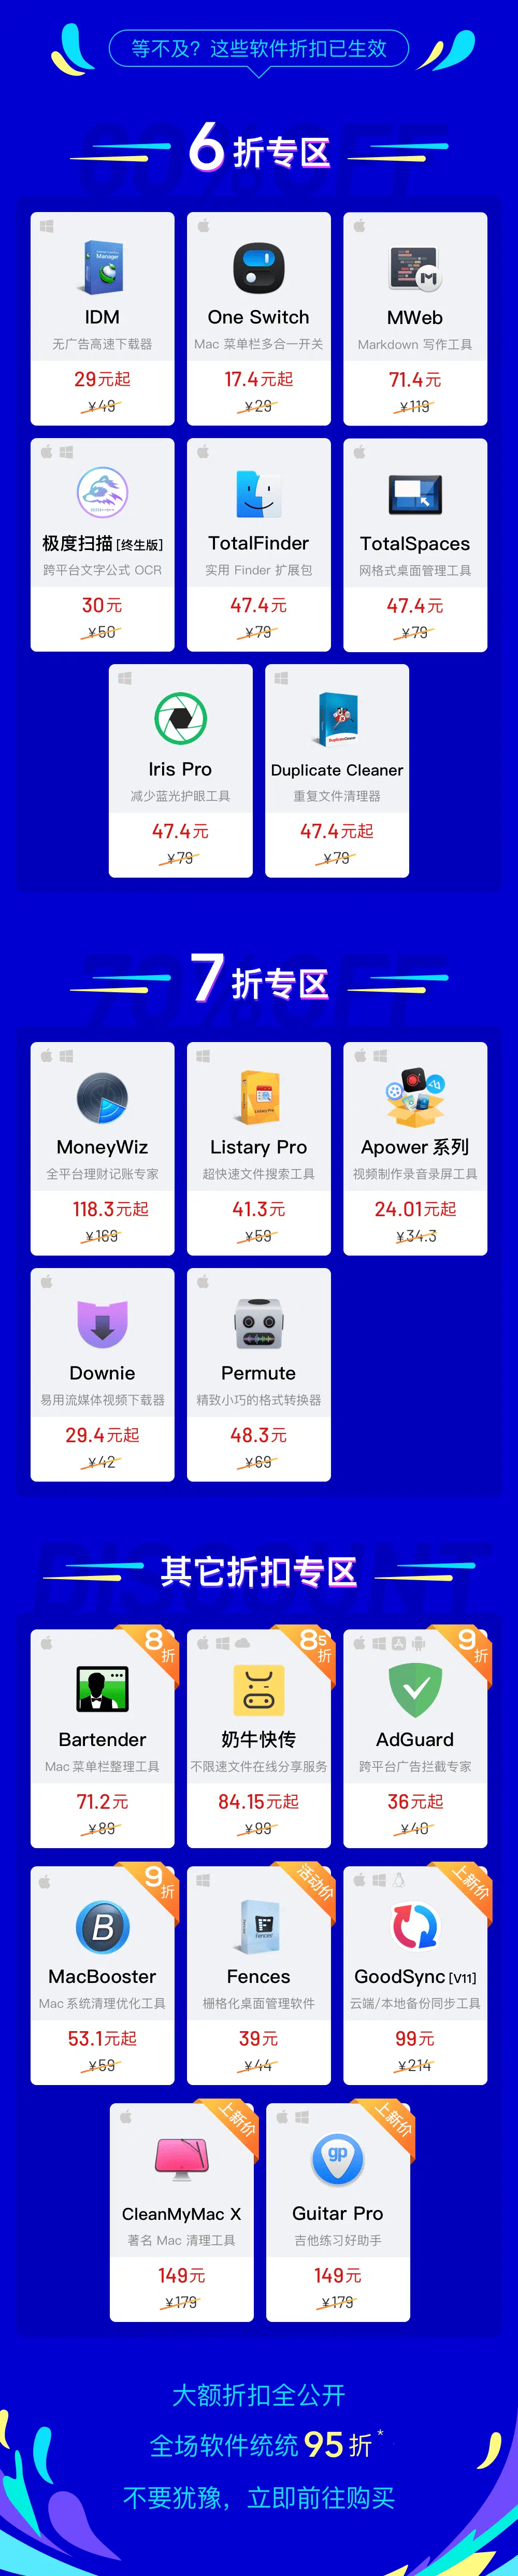 等不及？这些软件折扣已生效
60% OFF
6折专区
IDM
无广告高速下载器
29元起
¥49
One Switch
Mac 菜单栏多合一开关
17.4元起
¥29
MWeb
Markdown 写作工具
71.4元
¥119
极度扫描 [终生版]
跨平台文字公式 OCR
30元
¥50
TotalFinder
实用 Finder 扩展包
47.4元
¥79
TotalSpaces
网格式桌面管理工具
47.4元
¥79
Iris Pro
减少蓝光护眼工具
47.4元
¥79
Duplicate Cleaner
重复文件清理器
47.4元起
¥79
70% OFF
7折专区
MoneyWiz
全平台理财记账专家
118.3元起
¥169
Listary Pro
超快速文件搜索工具
41.3元
¥59
Apower 系列
视频制作录音录屏工具
24.01元起
¥34.3
Downie
易用流媒体视频下载器
29.4元起
¥42
Permute
精致小巧的格式转换器
48.3元
¥69
DISCOUNT
其它折扣专区
8折
Bartender
Mac 菜单栏整理工具
71.2元
¥89
85折
奶牛快传
不限速文件在线分享服务
84.15元起
¥99
9折
AdGuard
跨平台广告拦截专家
36元起
¥40
9折
MacBooster
Mac 系统清理优化工具
53.1元起
¥59
活动价
Fences
栅格化桌面管理软件
39元
¥44
上新价
GoodSync [V11]
云端/本地备份同步工具
99元
¥214
上新价
CleanMyMac X
著名 Mac 清理工具
149元
¥179
上新价
Guitar Pro
吉他练习好助手
149元
¥179
大额折扣全公开
全场软件统统95折*
不要犹豫，立即前往购买